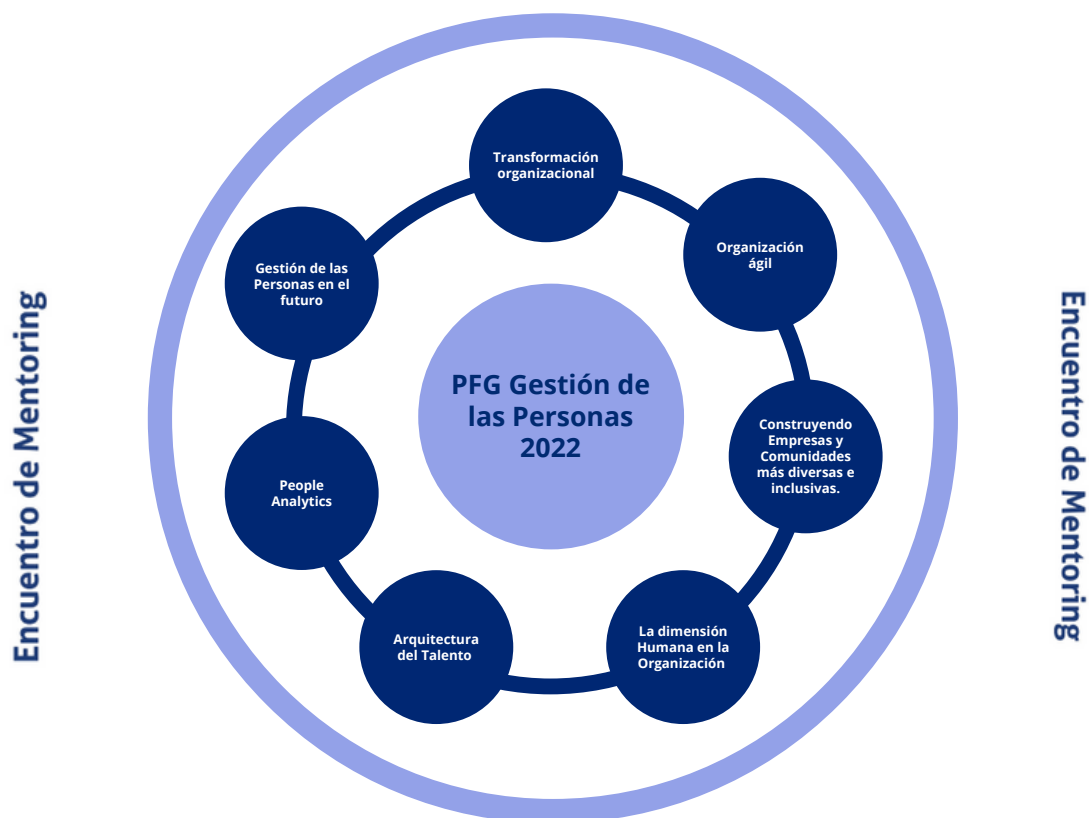 Transformación
organizacional
Organización
ágil
Gestión de las
Personas en el
futuro
PFG Gestión de
las Personas
2022
Construyendo
Empresas y
Comunidades
más diversas e
inclusivas.
People
Analytics
La dimensión
Humana en la
Organización
Arquitectura
del Talento
Encuentro de Mentoring
Encuentro de Mentoring